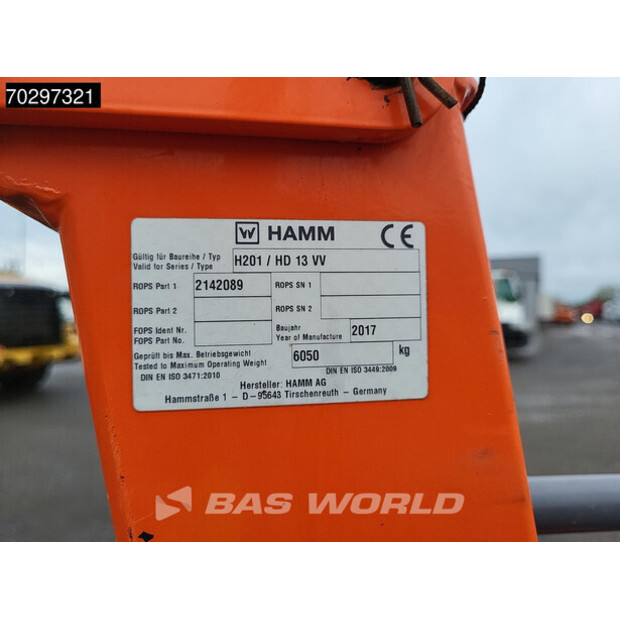 70297321
HAMM CE
Gültig für Baureihe / Typ
Valid for Series / Type
H201 / HD 13 VV
ROPS Part 1 2142089 ROPS SN 1
ROPS Part 2 ROPS SN 2
FOPS Ident Nr.
FOPS Part No.
Baujahr
Year of Manufacture
2017
Geprüft bis Max. Betriebsgewicht
Tested to Maximum Operating Weight
6050 kg
DIN EN ISO 3471:2010 DIN EN ISO 3449:2009
Hersteller: HAMM AG
Hammstraße 1 - D-95643 Tirschenreuth - Germany
BAS WORLD